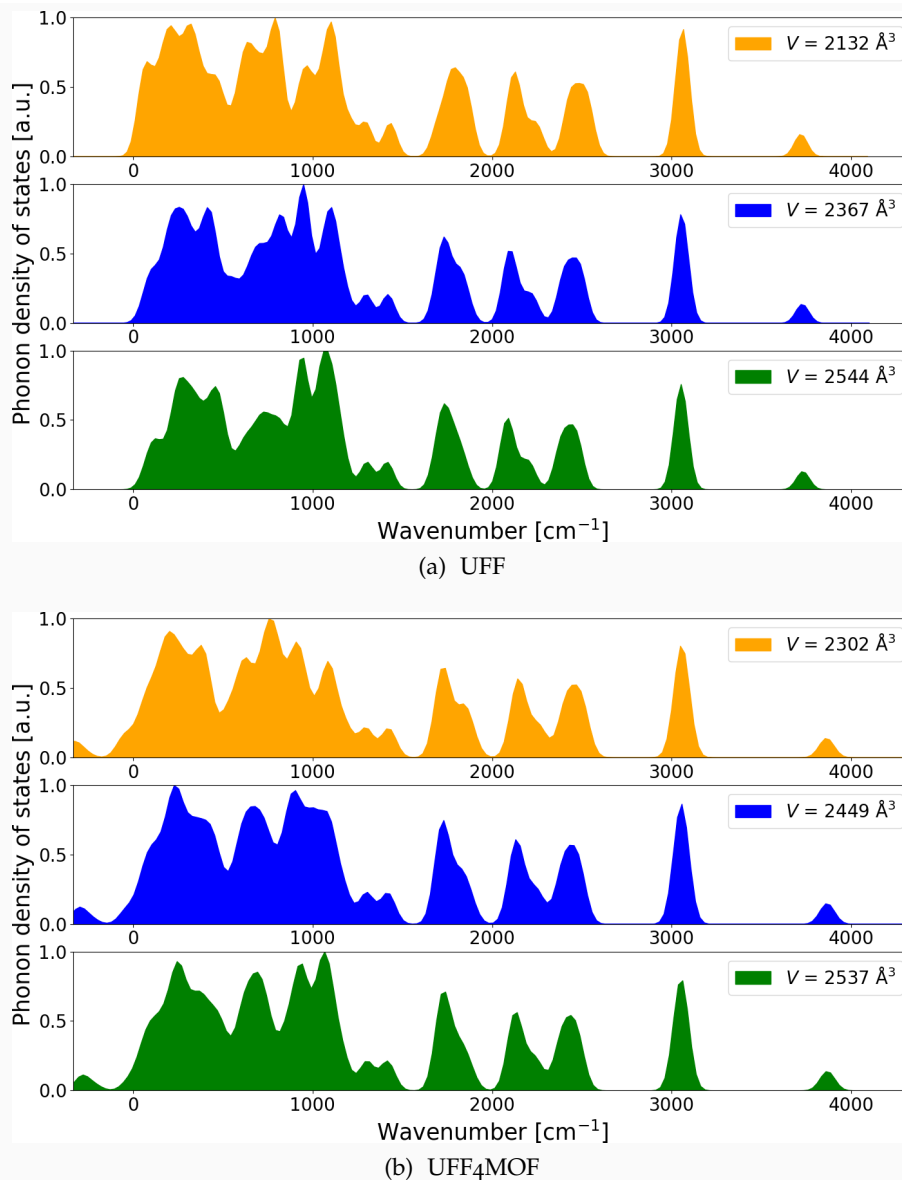 1.0
V = 2132 Å³
0.5
0.0
0 1000 2000 3000 4000
1.0
V = 2367 Å³
0.5
0.0
0 1000 2000 3000 4000
1.0
V = 2544 Å³
0.5
0.0
0 1000 2000 3000 4000
Phonon density of states [a.u.]
Wavenumber [cm⁻¹]
(a) UFF
1.0
V = 2302 Å³
0.5
0.0
0 1000 2000 3000 4000
1.0
V = 2449 Å³
0.5
0.0
0 1000 2000 3000 4000
1.0
V = 2537 Å³
0.5
0.0
0 1000 2000 3000 4000
Phonon density of states [a.u.]
Wavenumber [cm⁻¹]
(b) UFF4MOF